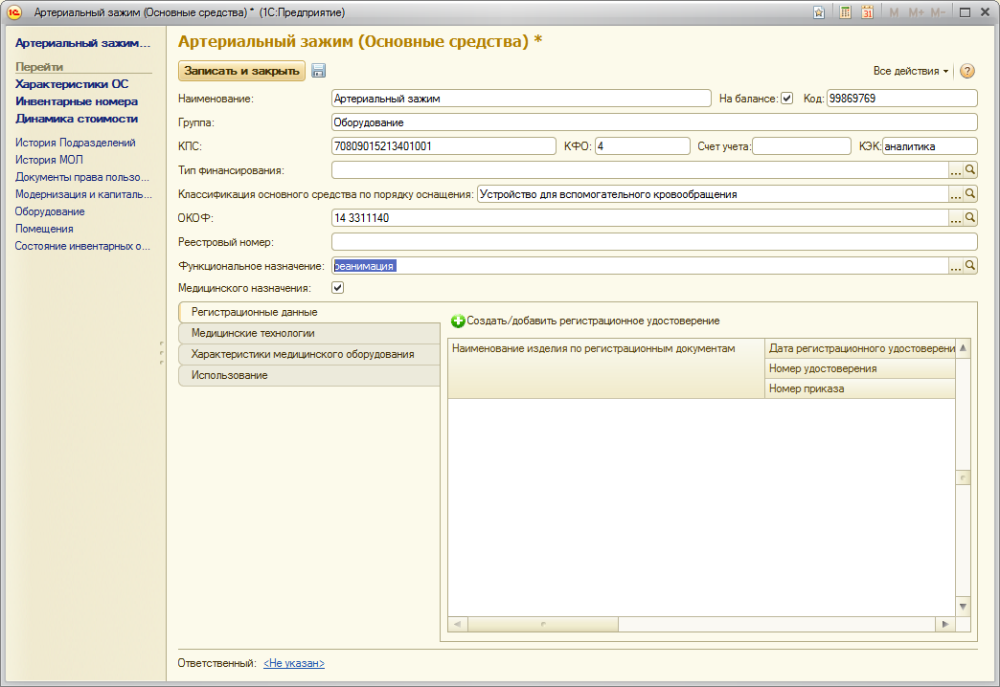 Артериальный зажим (Основные средства) * (1С:Предприятие)
31 M M+ M-
Артериальный зажим...
Перейти
Характеристики ОС
Инвентарные номера
Динамика стоимости
История Подразделений
История МОЛ
Документы права пользо...
Модернизация и капиталь...
Оборудование
Помещения
Состояние инвентарных о...
Артериальный зажим (Основные средства) *
Записать и закрыть
Все действия
?
Наименование: Артериальный зажим На балансе: Код: 99869769
Группа: Оборудование
КПС: 70809015213401001 КФО: 4 Счет учета: КЭК: аналитика
Тип финансирования: ...
Классификация основного средства по порядку оснащения: Устройство для вспомогательного кровообращения ...
ОКОФ: 14 3311140 ...
Реестровый номер:
Функциональное назначение: реанимация ...
Медицинского назначения:
Регистрационные данные
Медицинские технологии
Характеристики медицинского оборудования
Использование
Создать/добавить регистрационное удостоверение
Наименование изделия по регистрационным документам
Дата регистрационного удостоверени
Номер удостоверения
Номер приказа
Ответственный: <Не указан>